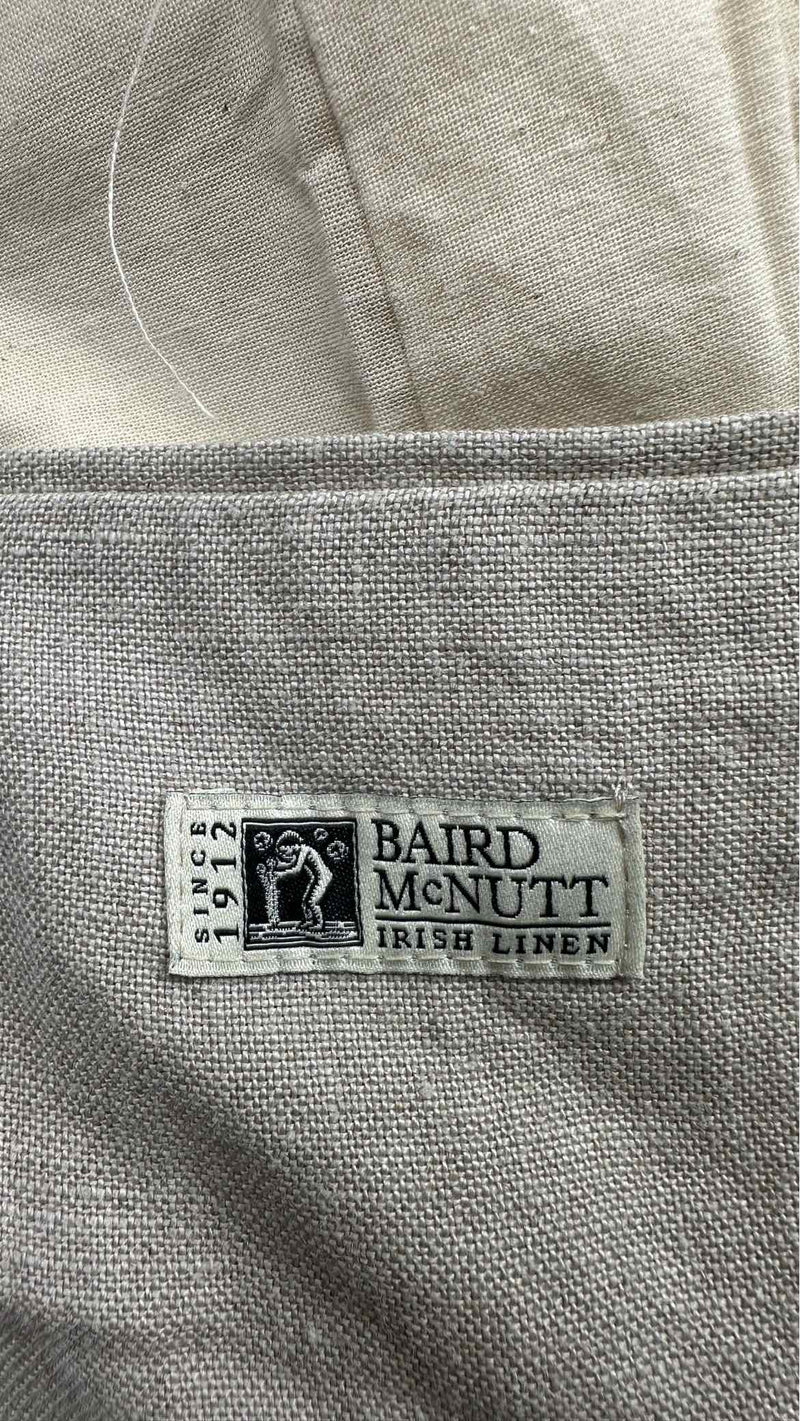 SINCE
1912
BAIRD
McNUTT
IRISH LINEN